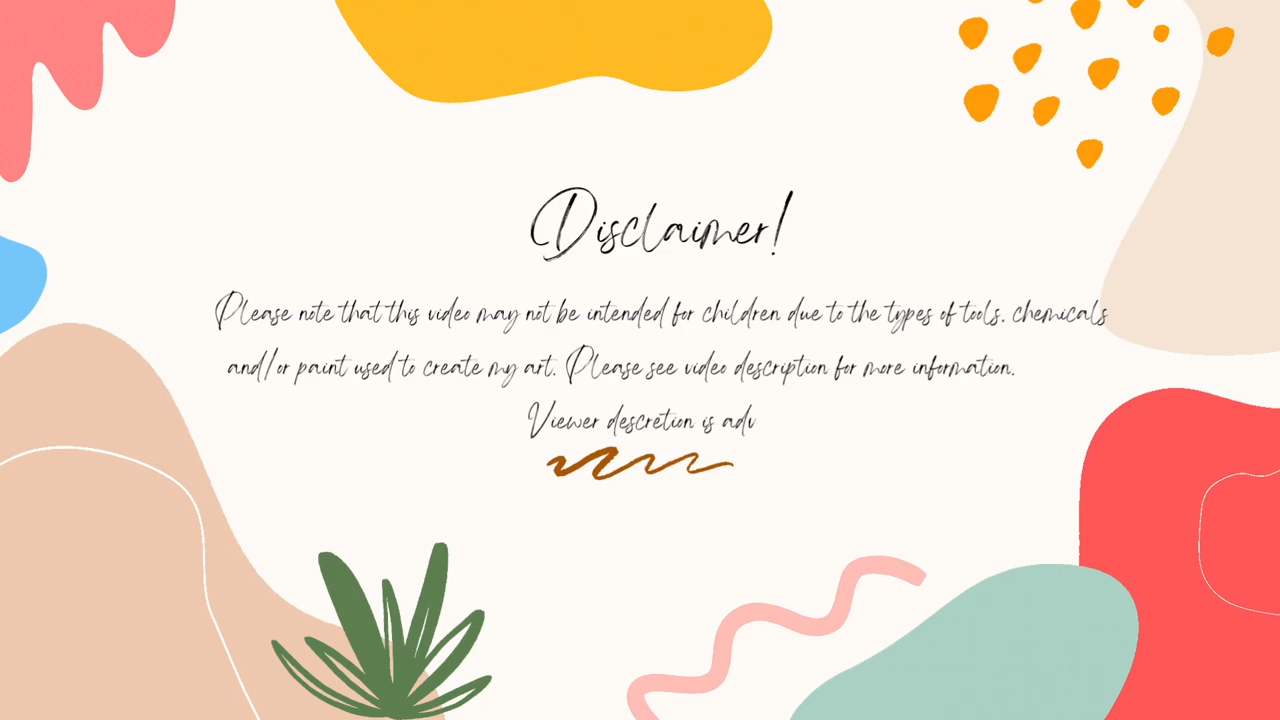 Disclaimer!
Please note that this video may not be intended for children due to the types of tools, chemicals
and/or paint used to create my art. Please see video description for more information.
Viewer descretion is adv